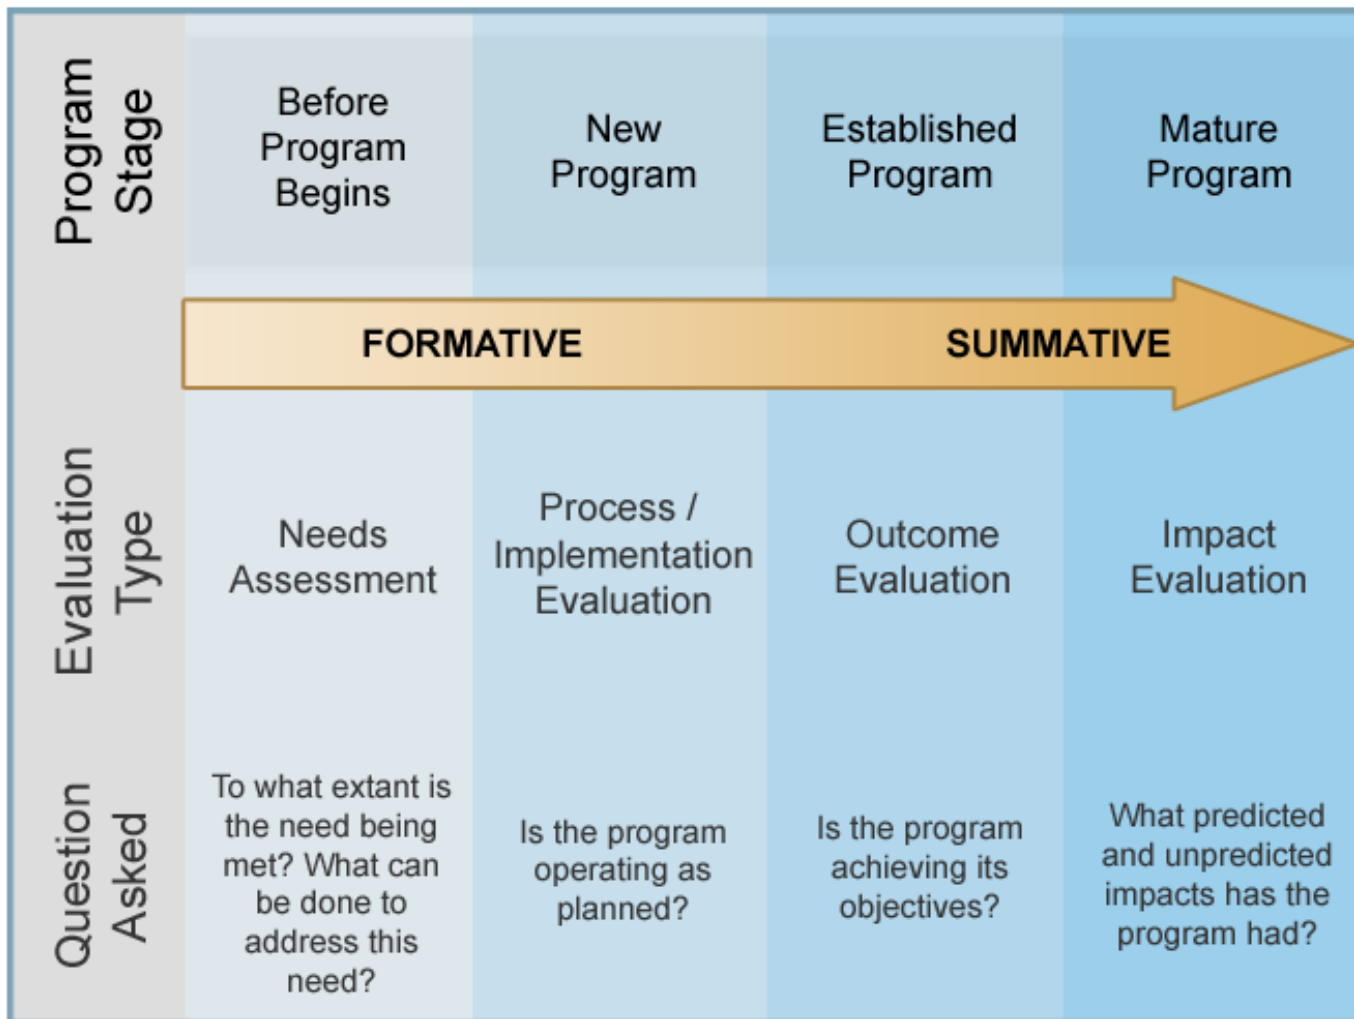 Program
Stage
Before
Program
Begins
New
Program
Established
Program
Mature
Program
FORMATIVE
SUMMATIVE
Evaluation
Type
Needs
Assessment
Process /
Implementation
Evaluation
Outcome
Evaluation
Impact
Evaluation
Question
Asked
To what extant is
the need being
met? What can
be done to
address this
need?
Is the program
operating as
planned?
Is the program
achieving its
objectives?
What predicted
and unpredicted
impacts has the
program had?